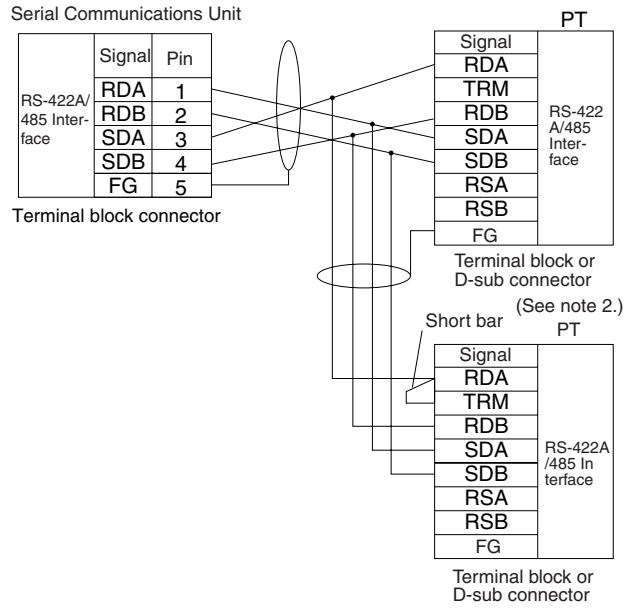 Serial Communications Unit
RS-422A/
485 Inter-
face
Signal Pin
RDA 1
RDB 2
SDA 3
SDB 4
FG 5
Terminal block connector
PT
Signal
RDA
TRM
RDB
SDA
SDB
RSA
RSB
FG
RS-422
A/485
Inter-
face
Terminal block or
D-sub connector
(See note 2.)
Short bar
PT
Signal
RDA
TRM
RDB
SDA
SDB
RSA
RSB
FG
RS-422A
/485 In
terface
Terminal block or
D-sub connector